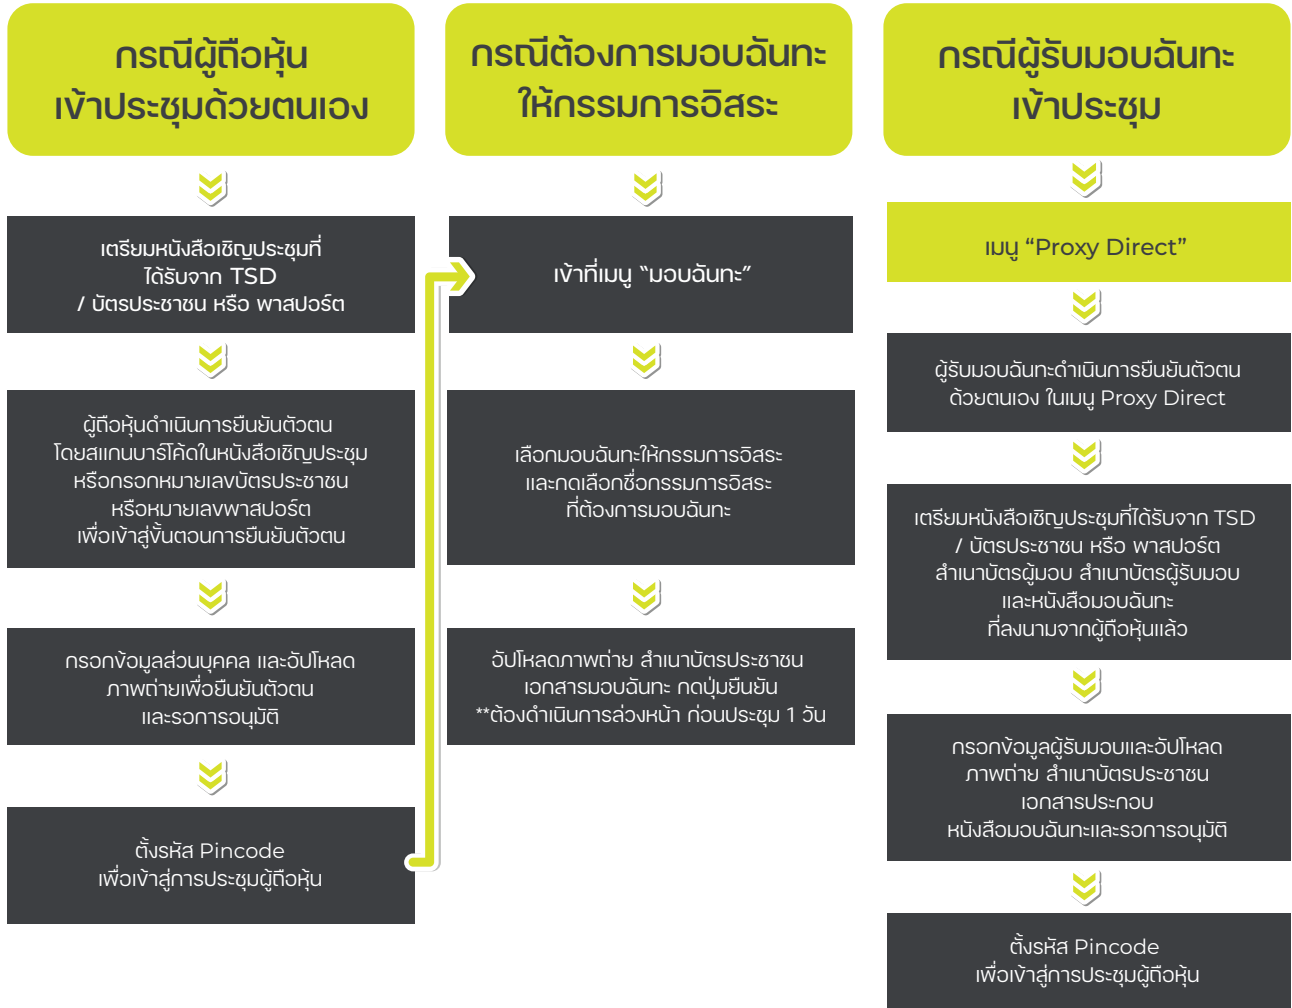 กรณีผู้ถือหุ้น
เข้าประชุมด้วยตนเอง
เตรียมหนังสือเชิญประชุมที่
ได้รับจาก TSD
/ บัตรประชาชน หรือ พาสปอร์ต
ผู้ถือหุ้นดำเนินการยืนยันตัวตน
โดยสแกนบาร์โค้ดในหนังสือเชิญประชุม
หรือกรอกหมายเลขบัตรประชาชน
หรือหมายเลขพาสปอร์ต
เพื่อเข้าสู่ขั้นตอนการยืนยันตัวตน
กรอกข้อมูลส่วนบุคคล และอัปโหลด
ภาพถ่ายเพื่อยืนยันตัวตน
และรอการอนุมัติ
ตั้งรหัส Pincode
เพื่อเข้าสู่การประชุมผู้ถือหุ้น
กรณีต้องการมอบฉันทะ
ให้กรรมการอิสระ
เข้าที่เมนู “มอบฉันทะ”
เลือกมอบฉันทะให้กรรมการอิสระ
และกดเลือกชื่อกรรมการอิสระ
ที่ต้องการมอบฉันทะ
อัปโหลดภาพถ่าย สำเนาบัตรประชาชน
เอกสารมอบฉันทะ กดปุ่มยืนยัน
**ต้องดำเนินการล่วงหน้า ก่อนประชุม 1 วัน
กรณีผู้รับมอบฉันทะ
เข้าประชุม
เมนู “Proxy Direct”
ผู้รับมอบฉันทะดำเนินการยืนยันตัวตน
ด้วยตนเอง ในเมนู Proxy Direct
เตรียมหนังสือเชิญประชุมที่ได้รับจาก TSD
/ บัตรประชาชน หรือ พาสปอร์ต
สำเนาบัตรผู้มอบ สำเนาบัตรผู้รับมอบ
และหนังสือมอบฉันทะ
ที่ลงนามจากผู้ถือหุ้นแล้ว
กรอกข้อมูลผู้รับมอบและอัปโหลด
ภาพถ่าย สำเนาบัตรประชาชน
เอกสารประกอบ
หนังสือมอบฉันทะและรอการอนุมัติ
ตั้งรหัส Pincode
เพื่อเข้าสู่การประชุมผู้ถือหุ้น